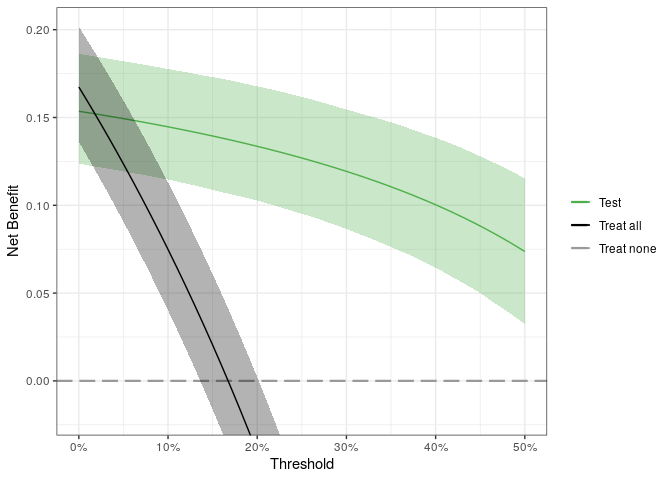 0.20
0.15
0.10
0.05
0.00
Net Benefit
0%
10%
20%
30%
40%
50%
Threshold
Test
Treat all
Treat none